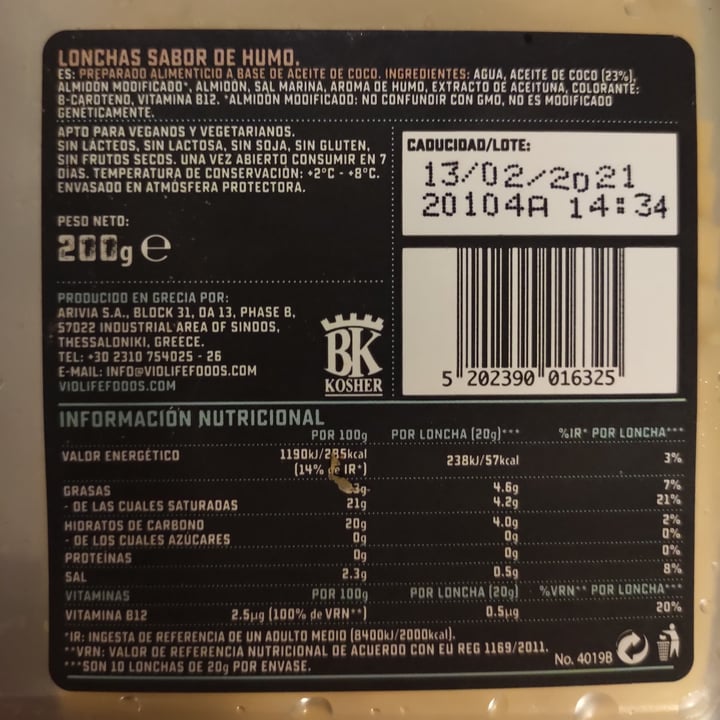 LONCHAS SABOR DE HUMO.
ES: PREPARADO ALIMENTICIO A BASE DE ACEITE DE COCO. INGREDIENTES: AGUA, ACEITE DE COCO (23%),
ALMIDÓN MODIFICADO*, ALMIDÓN, SAL MARINA, AROMA DE HUMO, EXTRACTO DE ACEITUNA, COLORANTE:
B-CAROTENO, VITAMINA B12. *ALMIDÓN MODIFICADO: NO CONFUNDIR CON GMO, NO ES MODIFICADO
GENÉTICAMENTE.
APTO PARA VEGANOS Y VEGETARIANOS.
SIN LÁCTEOS, SIN LACTOSA, SIN SOJA, SIN GLUTEN,
SIN FRUTOS SECOS. UNA VEZ ABIERTO CONSUMIR EN 7
DÍAS. TEMPERATURA DE CONSERVACIÓN: +2°C - +8°C.
ENVASADO EN ATMÓSFERA PROTECTORA.
CADUCIDAD/LOTE:
13/02/2021
20104A 14:34
PESO NETO:
200g e
PRODUCIDO EN GRECIA POR:
ARIVIA S.A., BLOCK 31, DA 13, PHASE B,
57022 INDUSTRIAL AREA OF SINDOS,
THESSALONIKI, GREECE.
TEL: +30 2310 754025 - 26
E-MAIL: INFO@VIOLIFEFOODS.COM
VIOLIFEFOODS.COM
BK
KOSHER
5 202390 016325
INFORMACIÓN NUTRICIONAL
POR 100g POR LONCHA (20g)*** %IR* POR LONCHA***
VALOR ENERGÉTICO 1190kJ/285kcal 238kJ/57kcal 3%
(14% de IR*)
GRASAS 23g 4.6g 7%
- DE LAS CUALES SATURADAS 21g 4.2g 21%
HIDRATOS DE CARBONO 20g 4.0g 2%
- DE LOS CUALES AZÚCARES 0g 0g 0%
PROTEÍNAS 0g 0g 0%
SAL 2.3g 0.5g 8%
VITAMINAS POR 100g POR LONCHA (20g) %VRN** POR LONCHA***
VITAMINA B12 2.5µg (100% de VRN**) 0.5µg 20%
*IR: INGESTA DE REFERENCIA DE UN ADULTO MEDIO (8400kJ/2000kcal).
**VRN: VALOR DE REFERENCIA NUTRICIONAL DE ACUERDO CON EU REG 1169/2011.
***SON 10 LONCHAS DE 20g POR ENVASE.
No. 4019B